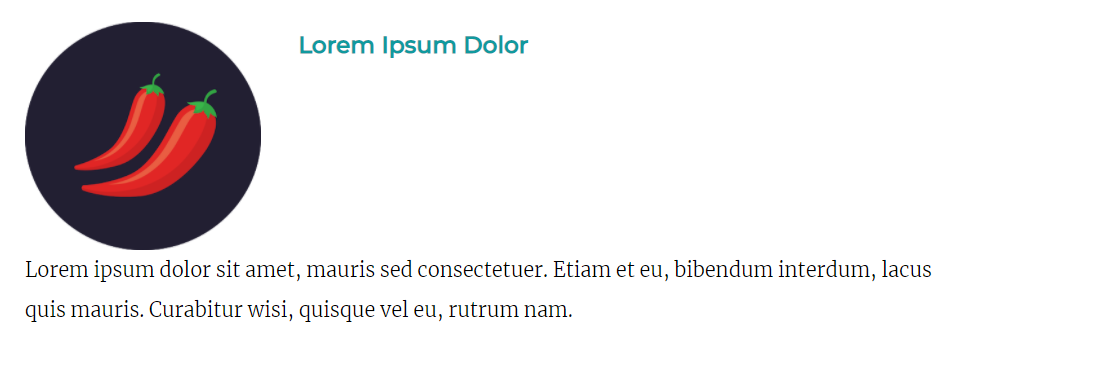 Lorem Ipsum Dolor
Lorem ipsum dolor sit amet, mauris sed consectetuer. Etiam et eu, bibendum interdum, lacus
quis mauris. Curabitur wisi, quisque vel eu, rutrum nam.